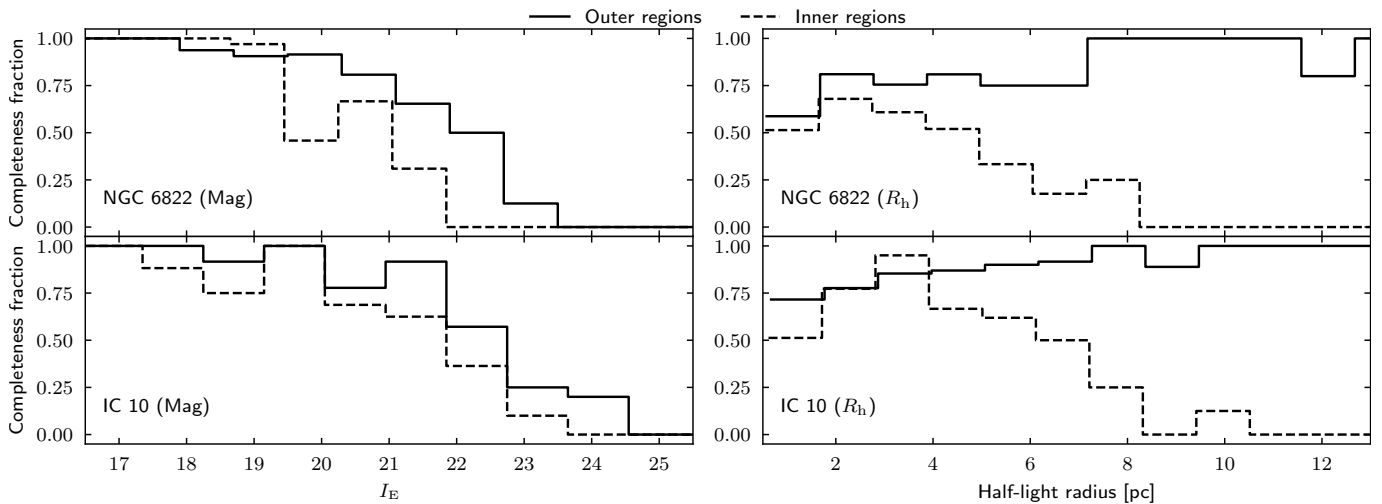 Outer regions Inner regions
Completeness fraction
1.00
0.75
0.50
0.25
0.00
NGC 6822 (Mag)
1.00
0.75
0.50
0.25
0.00
NGC 6822 (Rh)
Completeness fraction
1.00
0.75
0.50
0.25
0.00
IC 10 (Mag)
17 18 19 20 21 22 23 24 25
IE
1.00
0.75
0.50
0.25
0.00
IC 10 (Rh)
2 4 6 8 10 12
Half-light radius [pc]